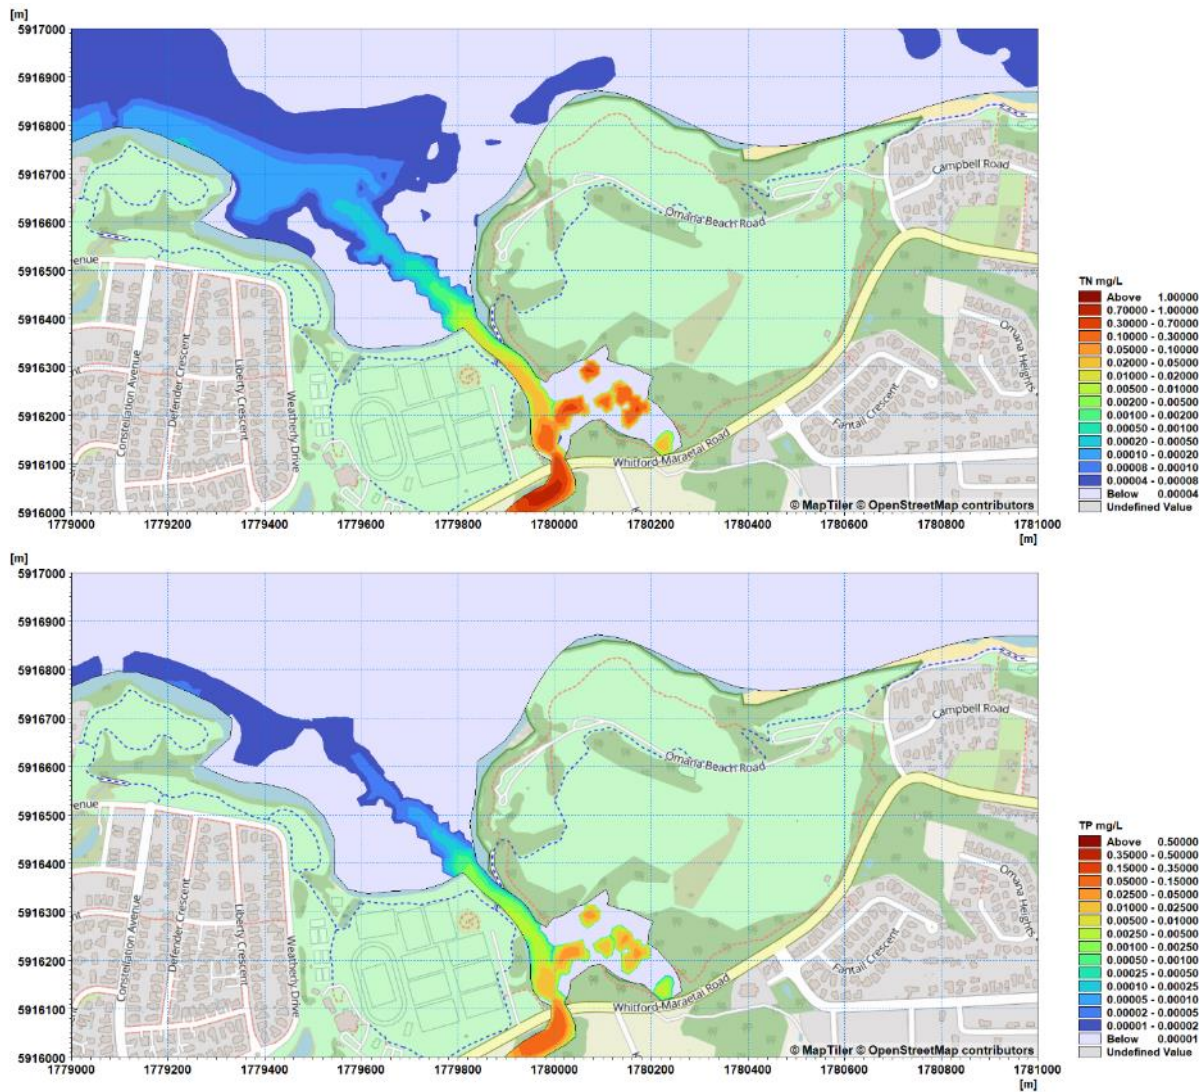 [m]
5917000
5916900
5916800
5916700
5916600
5916500
5916400
5916300
5916200
5916100
5916000
1779000 1779200 1779400 1779600 1779800 1780000 1780200 1780400 1780600 1780800 1781000
[m]
Campbell Road
Omana Beach Road
enue
Constellation Avenue
Defender Crescent
Liberty Crescent
Weatherly Drive
Omana Heights
Fantail Crescent
Whitford-Maraetai Road
© MapTiler © OpenStreetMap contributors
TN mg/L
Above 1.00000
0.70000 - 1.00000
0.30000 - 0.70000
0.10000 - 0.30000
0.05000 - 0.10000
0.02000 - 0.05000
0.01000 - 0.02000
0.00500 - 0.01000
0.00200 - 0.00500
0.00100 - 0.00200
0.00050 - 0.00100
0.00020 - 0.00050
0.00010 - 0.00020
0.00008 - 0.00010
0.00004 - 0.00008
Below 0.00004
Undefined Value
[m]
5917000
5916900
5916800
5916700
5916600
5916500
5916400
5916300
5916200
5916100
5916000
1779000 1779200 1779400 1779600 1779800 1780000 1780200 1780400 1780600 1780800 1781000
[m]
Campbell Road
Omana Beach Road
enue
Constellation Avenue
Defender Crescent
Liberty Crescent
Weatherly Drive
Omana Heights
Fantail Crescent
Whitford-Maraetai Road
© MapTiler © OpenStreetMap contributors
TP mg/L
Above 0.50000
0.35000 - 0.50000
0.15000 - 0.35000
0.05000 - 0.15000
0.02500 - 0.05000
0.01000 - 0.02500
0.00500 - 0.01000
0.00250 - 0.00500
0.00100 - 0.00250
0.00050 - 0.00100
0.00025 - 0.00050
0.00010 - 0.00025
0.00005 - 0.00010
0.00002 - 0.00005
0.00001 - 0.00002
Below 0.00001
Undefined Value